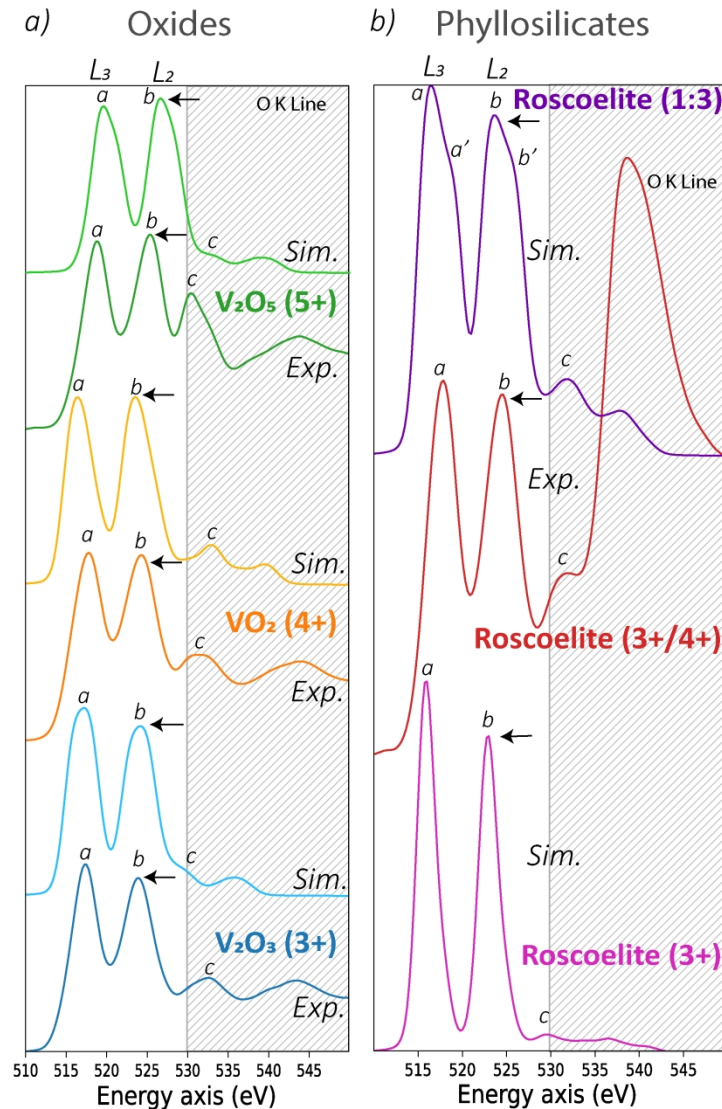 a) Oxides
L₃ L₂
a b
O K Line
Sim.
a b c
V₂O₅ (5+)
Exp.
a b
Sim.
a b c
VO₂ (4+)
Exp.
a b
c
Sim.
a b
V₂O₃ (3+)
c
Exp.
510 515 520 525 530 535 540 545
Energy axis (eV)
b) Phyllosilicates
L₃ L₂
a b
Roscoelite (1:3)
a’ b’
O K Line
Sim.
c
a b
Exp.
c
Roscoelite (3+/4+)
a
b
Sim.
Roscoelite (3+)
c
515 520 525 530 535 540 545
Energy axis (eV)